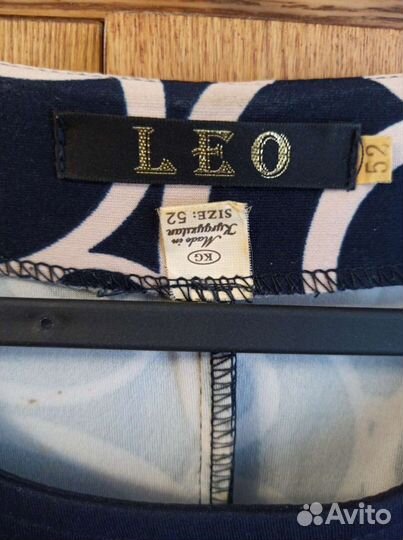 LEO
52
Made in
Kyrgyzstan
SIZE: 52
KG
Avito